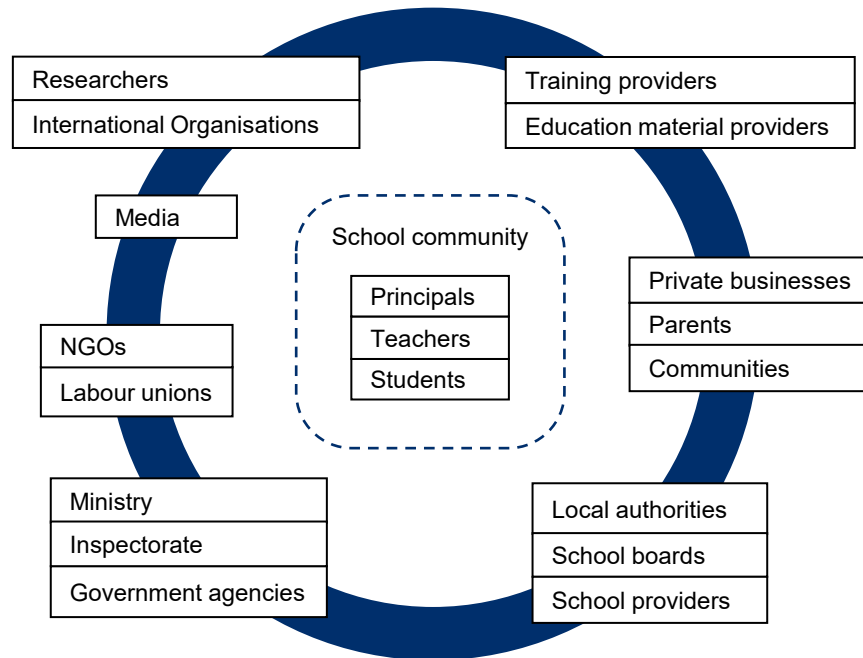 Researchers
International Organisations
Training providers
Education material providers
Media
School community
Principals
Teachers
Students
Private businesses
Parents
Communities
NGOs
Labour unions
Ministry
Inspectorate
Government agencies
Local authorities
School boards
School providers